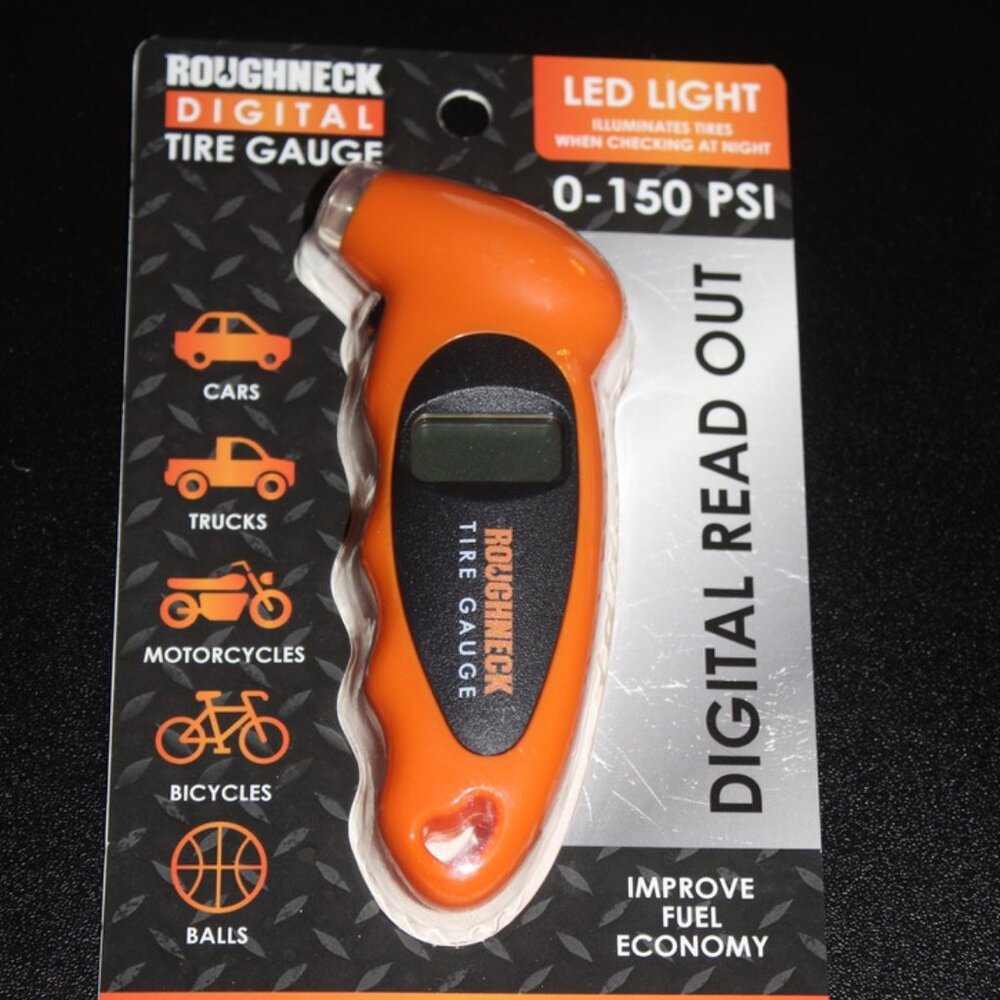 ROUGHNECK
DIGITAL
TIRE GAUGE
LED LIGHT
ILLUMINATES TIRES
WHEN CHECKING AT NIGHT
0-150 PSI
CARS
TRUCKS
MOTORCYCLES
BICYCLES
BALLS
ROUGHNECK
TIRE GAUGE
DIGITAL READ OUT
IMPROVE
FUEL
ECONOMY